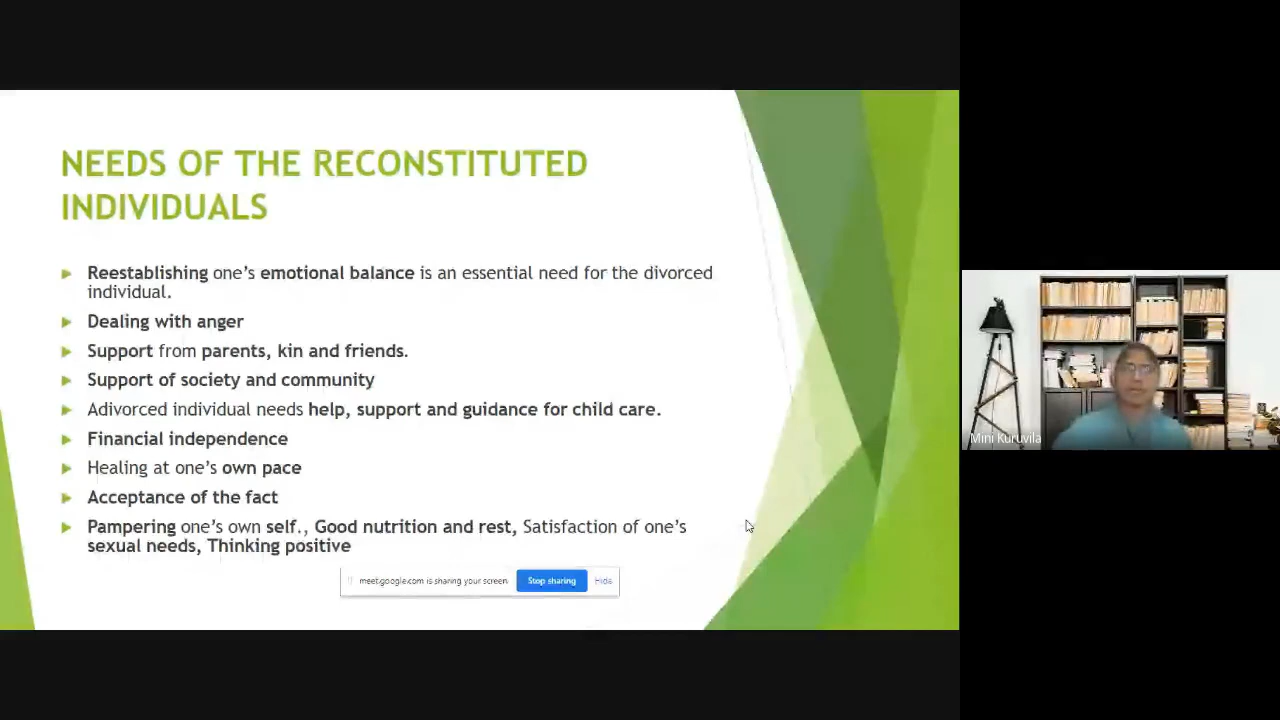 NEEDS OF THE RECONSTITUTED
INDIVIDUALS
Reestablishing one's emotional balance is an essential need for the divorced
individual.
Dealing with anger
Support from parents, kin and friends.
Support of society and community
Adivorced individual needs help, support and guidance for child care.
Financial independence
Healing at one's own pace
Acceptance of the fact
Pampering one's own self., Good nutrition and rest, Satisfaction of one's
sexual needs, Thinking positive
meet.google.com is sharing your screen. Stop sharing Hide
Mini Kuruvila